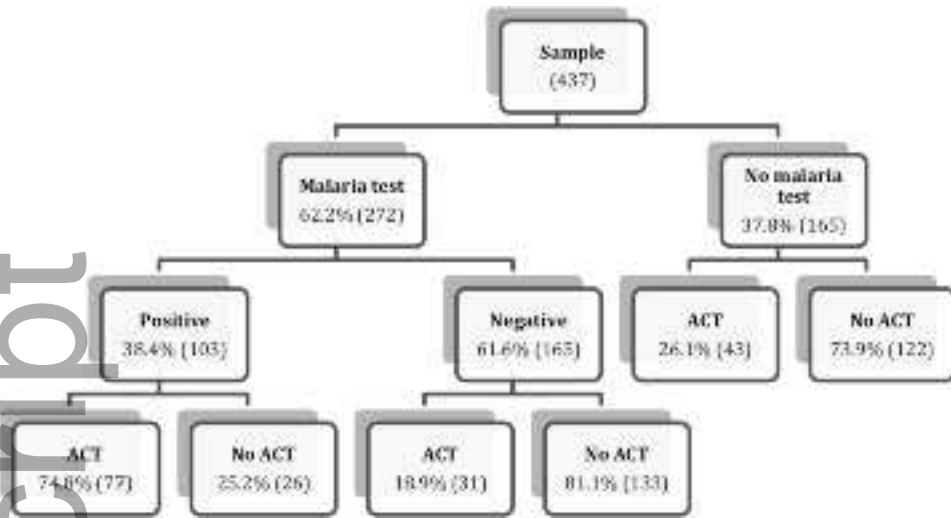 Sample
(437)
Malaria test
62.2% (272)
No malaria
test
37.8% (165)
Positive
38.4% (103)
Negative
61.6% (165)
ACT
26.1% (43)
No ACT
73.9% (122)
ACT
74.8% (77)
No ACT
25.2% (26)
ACT
18.9% (31)
No ACT
81.1% (133)